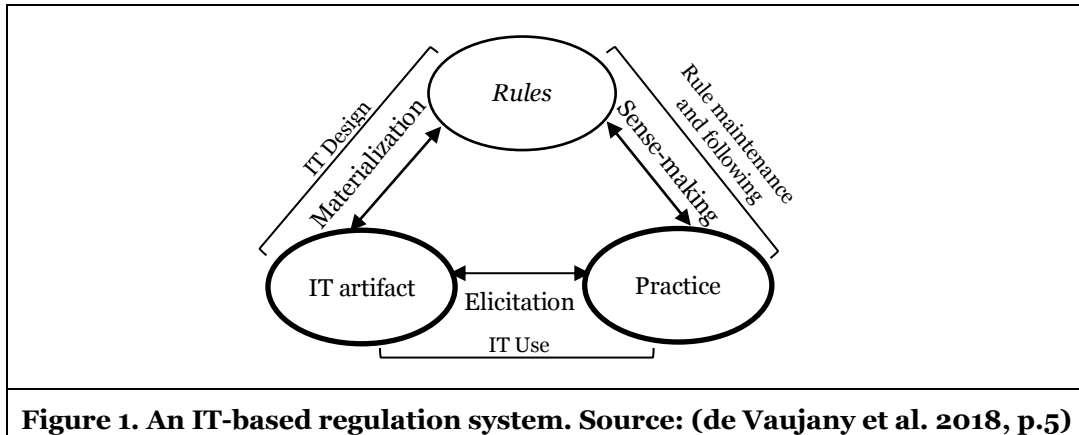 Rules
IT Design
Materialization
Sense-making
Rule maintenance
and following
IT artifact
Elicitation
Practice
IT Use
Figure 1. An IT-based regulation system. Source: (de Vaujany et al. 2018, p.5)